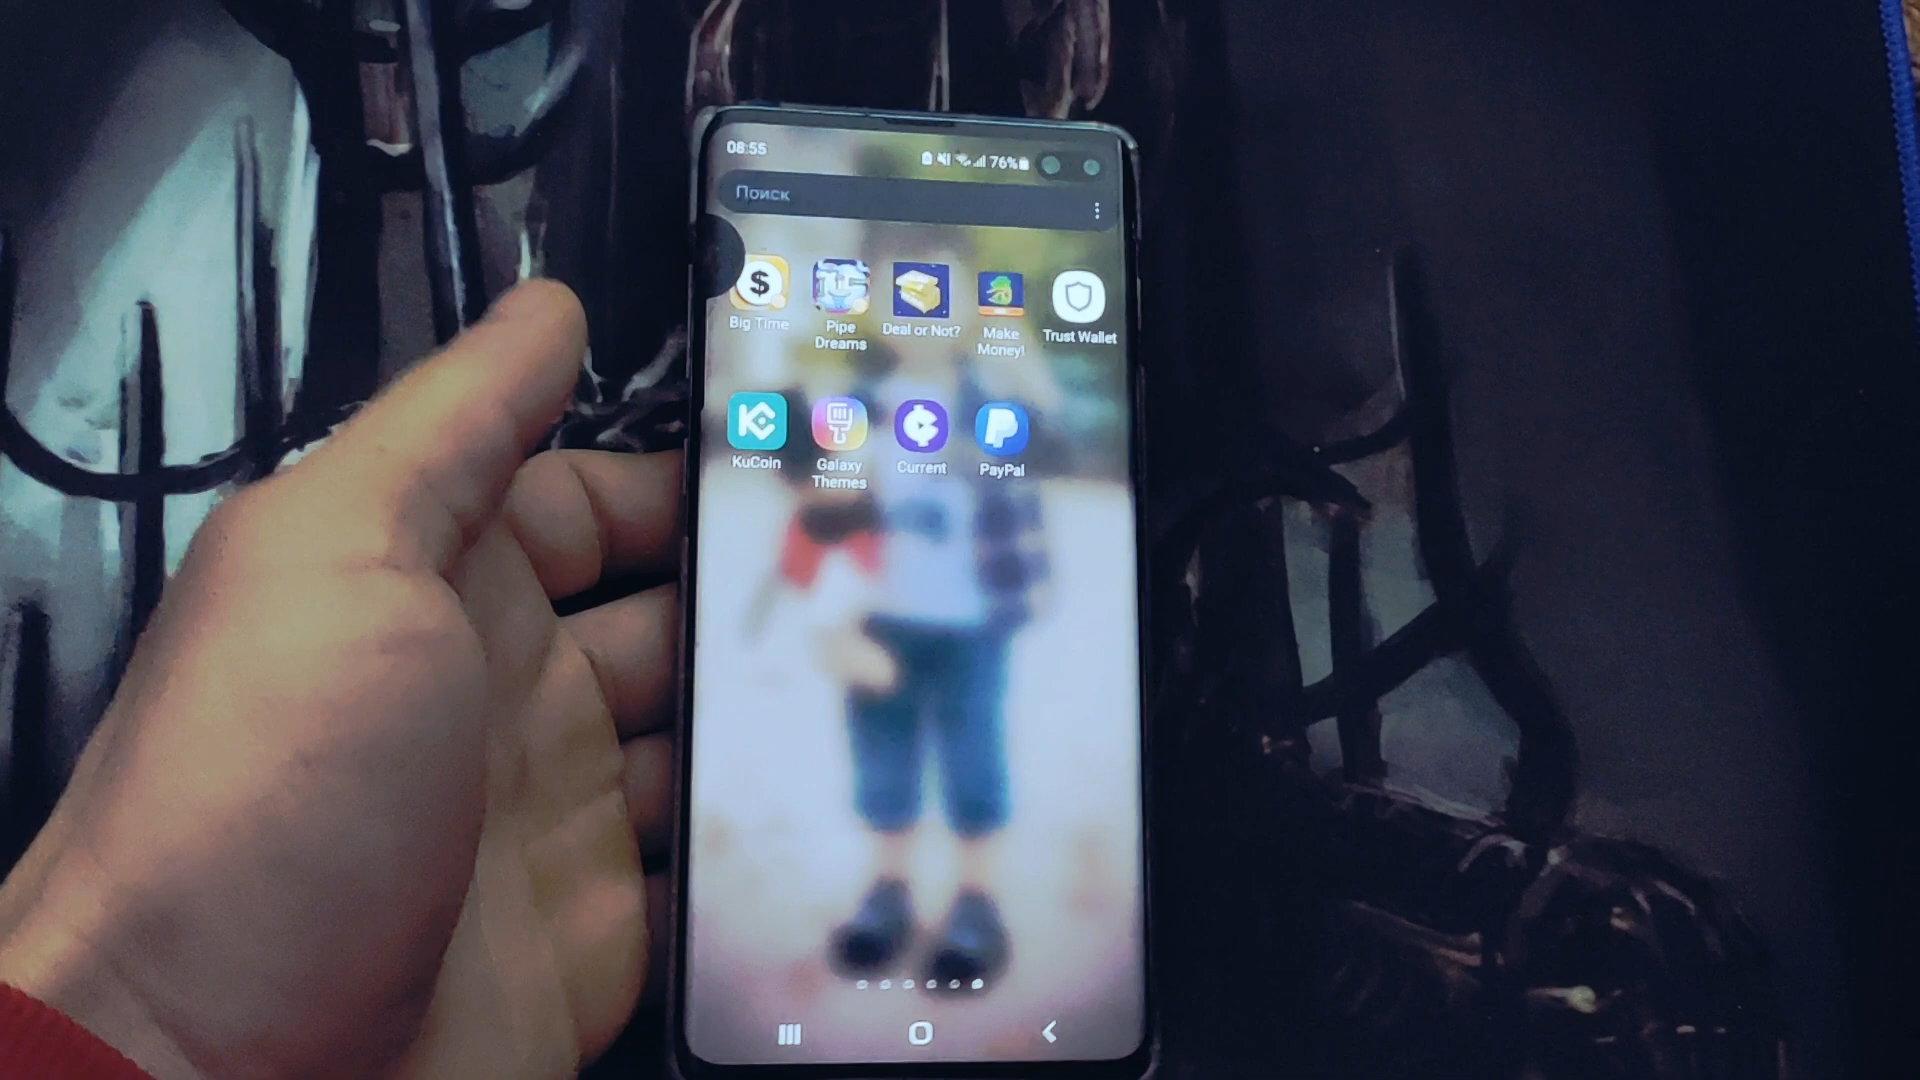 08:55
76%
Поиск
$
Big Time
Pipe
Dreams
Deal or Not?
Make
Money!
Trust Wallet
KuCoin
Galaxy
Themes
Current
PayPal